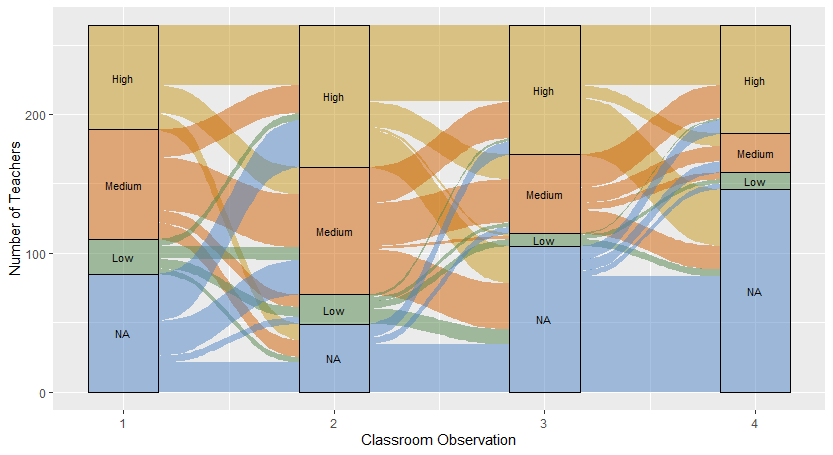 High
High
High
High
Medium
Medium
Medium
Medium
Low
Low
Low
Low
NA
NA
NA
NA
200
100
0
Number of Teachers
1
2
3
4
Classroom Observation